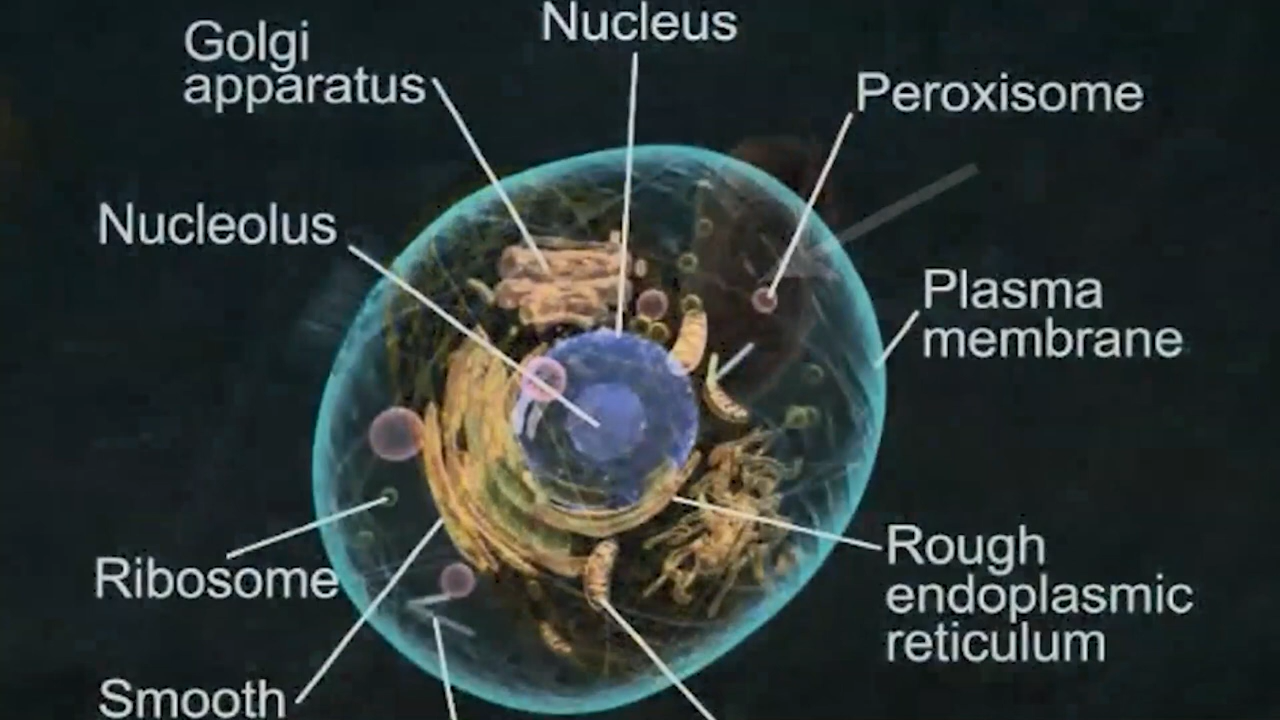 Nucleus
Golgi
apparatus
Peroxisome
Nucleolus
Plasma
membrane
Rough
endoplasmic
reticulum
Ribosome
Smooth